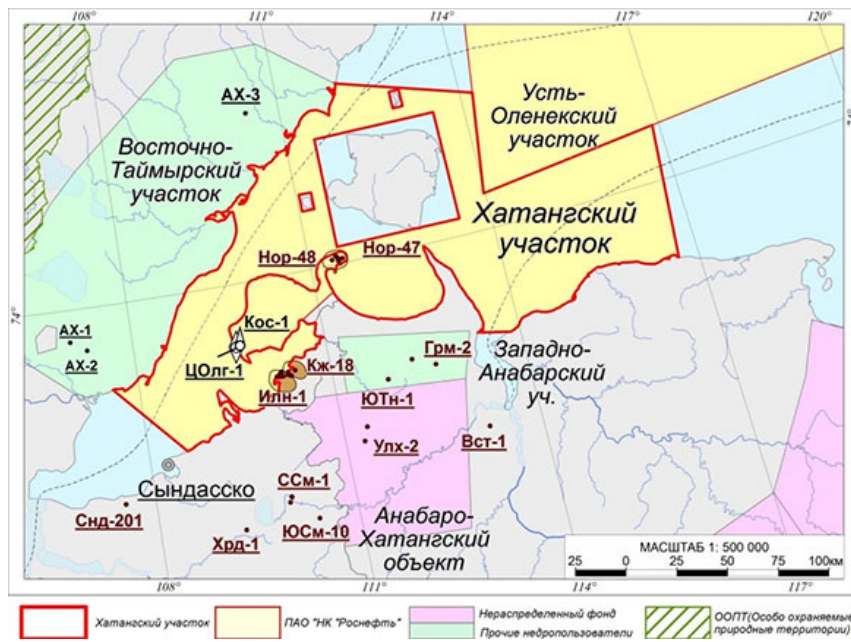 108°
111°
114°
117°
120°
АХ-3
Усть-
Оленекский
участок
Восточно-
Таймырский
участок
Хатангский
участок
Нор-48
Нор-47
74°
Кос-1
АХ-1
АХ-2
ЦОлг-1
Кж-18
Илн-1
Грм-2
Западно-
Анабарский
уч.
ЮТн-1
Улх-2
Вст-1
ССм-1
Сындасско
Снд-201
Хрд-1
ЮСм-10
Анабаро-
Хатангский
объект
МАСШТАБ 1: 500 000
25 0 25 50 75 100км
108°
111°
114°
117°
Хатангский участок
ПАО "НК "Роснефть"
Нераспределенный фонд
Прочие недропользователи
ООПТ(Особо охраняемые
природные территории)